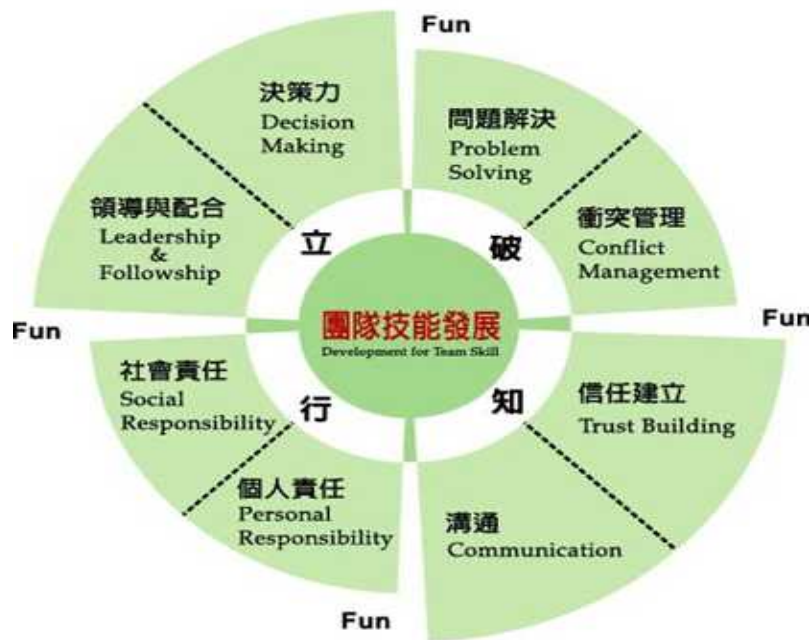 Fun
決策力
Decision
Making
問題解決
Problem
Solving
領導與配合
Leadership
&
Followship
衝突管理
Conflict
Management
立
破
團隊技能發展
Development for Team Skill
Fun
Fun
行
知
社會責任
Social
Responsibility
信任建立
Trust Building
個人責任
Personal
Responsibility
溝通
Communication
Fun